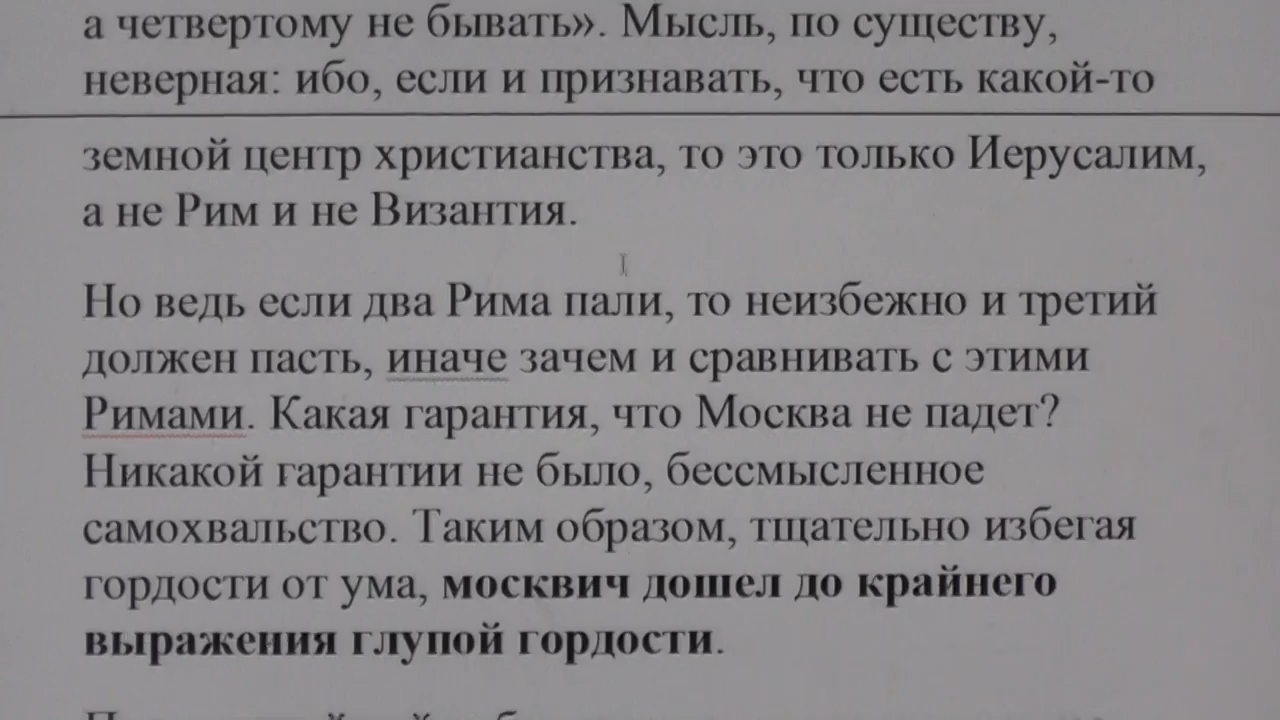 а четвертому не бывать». Мысль, по существу,
неверная: ибо, если и признавать, что есть какой-то
земной центр христианства, то это только Иерусалим,
а не Рим и не Византия.
Но ведь если два Рима пали, то неизбежно и третий
должен пасть, иначе зачем и сравнивать с этими
Римами. Какая гарантия, что Москва не падет?
Никакой гарантии не было, бессмысленное
самохвальство. Таким образом, тщательно избегая
гордости от ума, москвич дошел до крайнего
выражения глупой гордости.